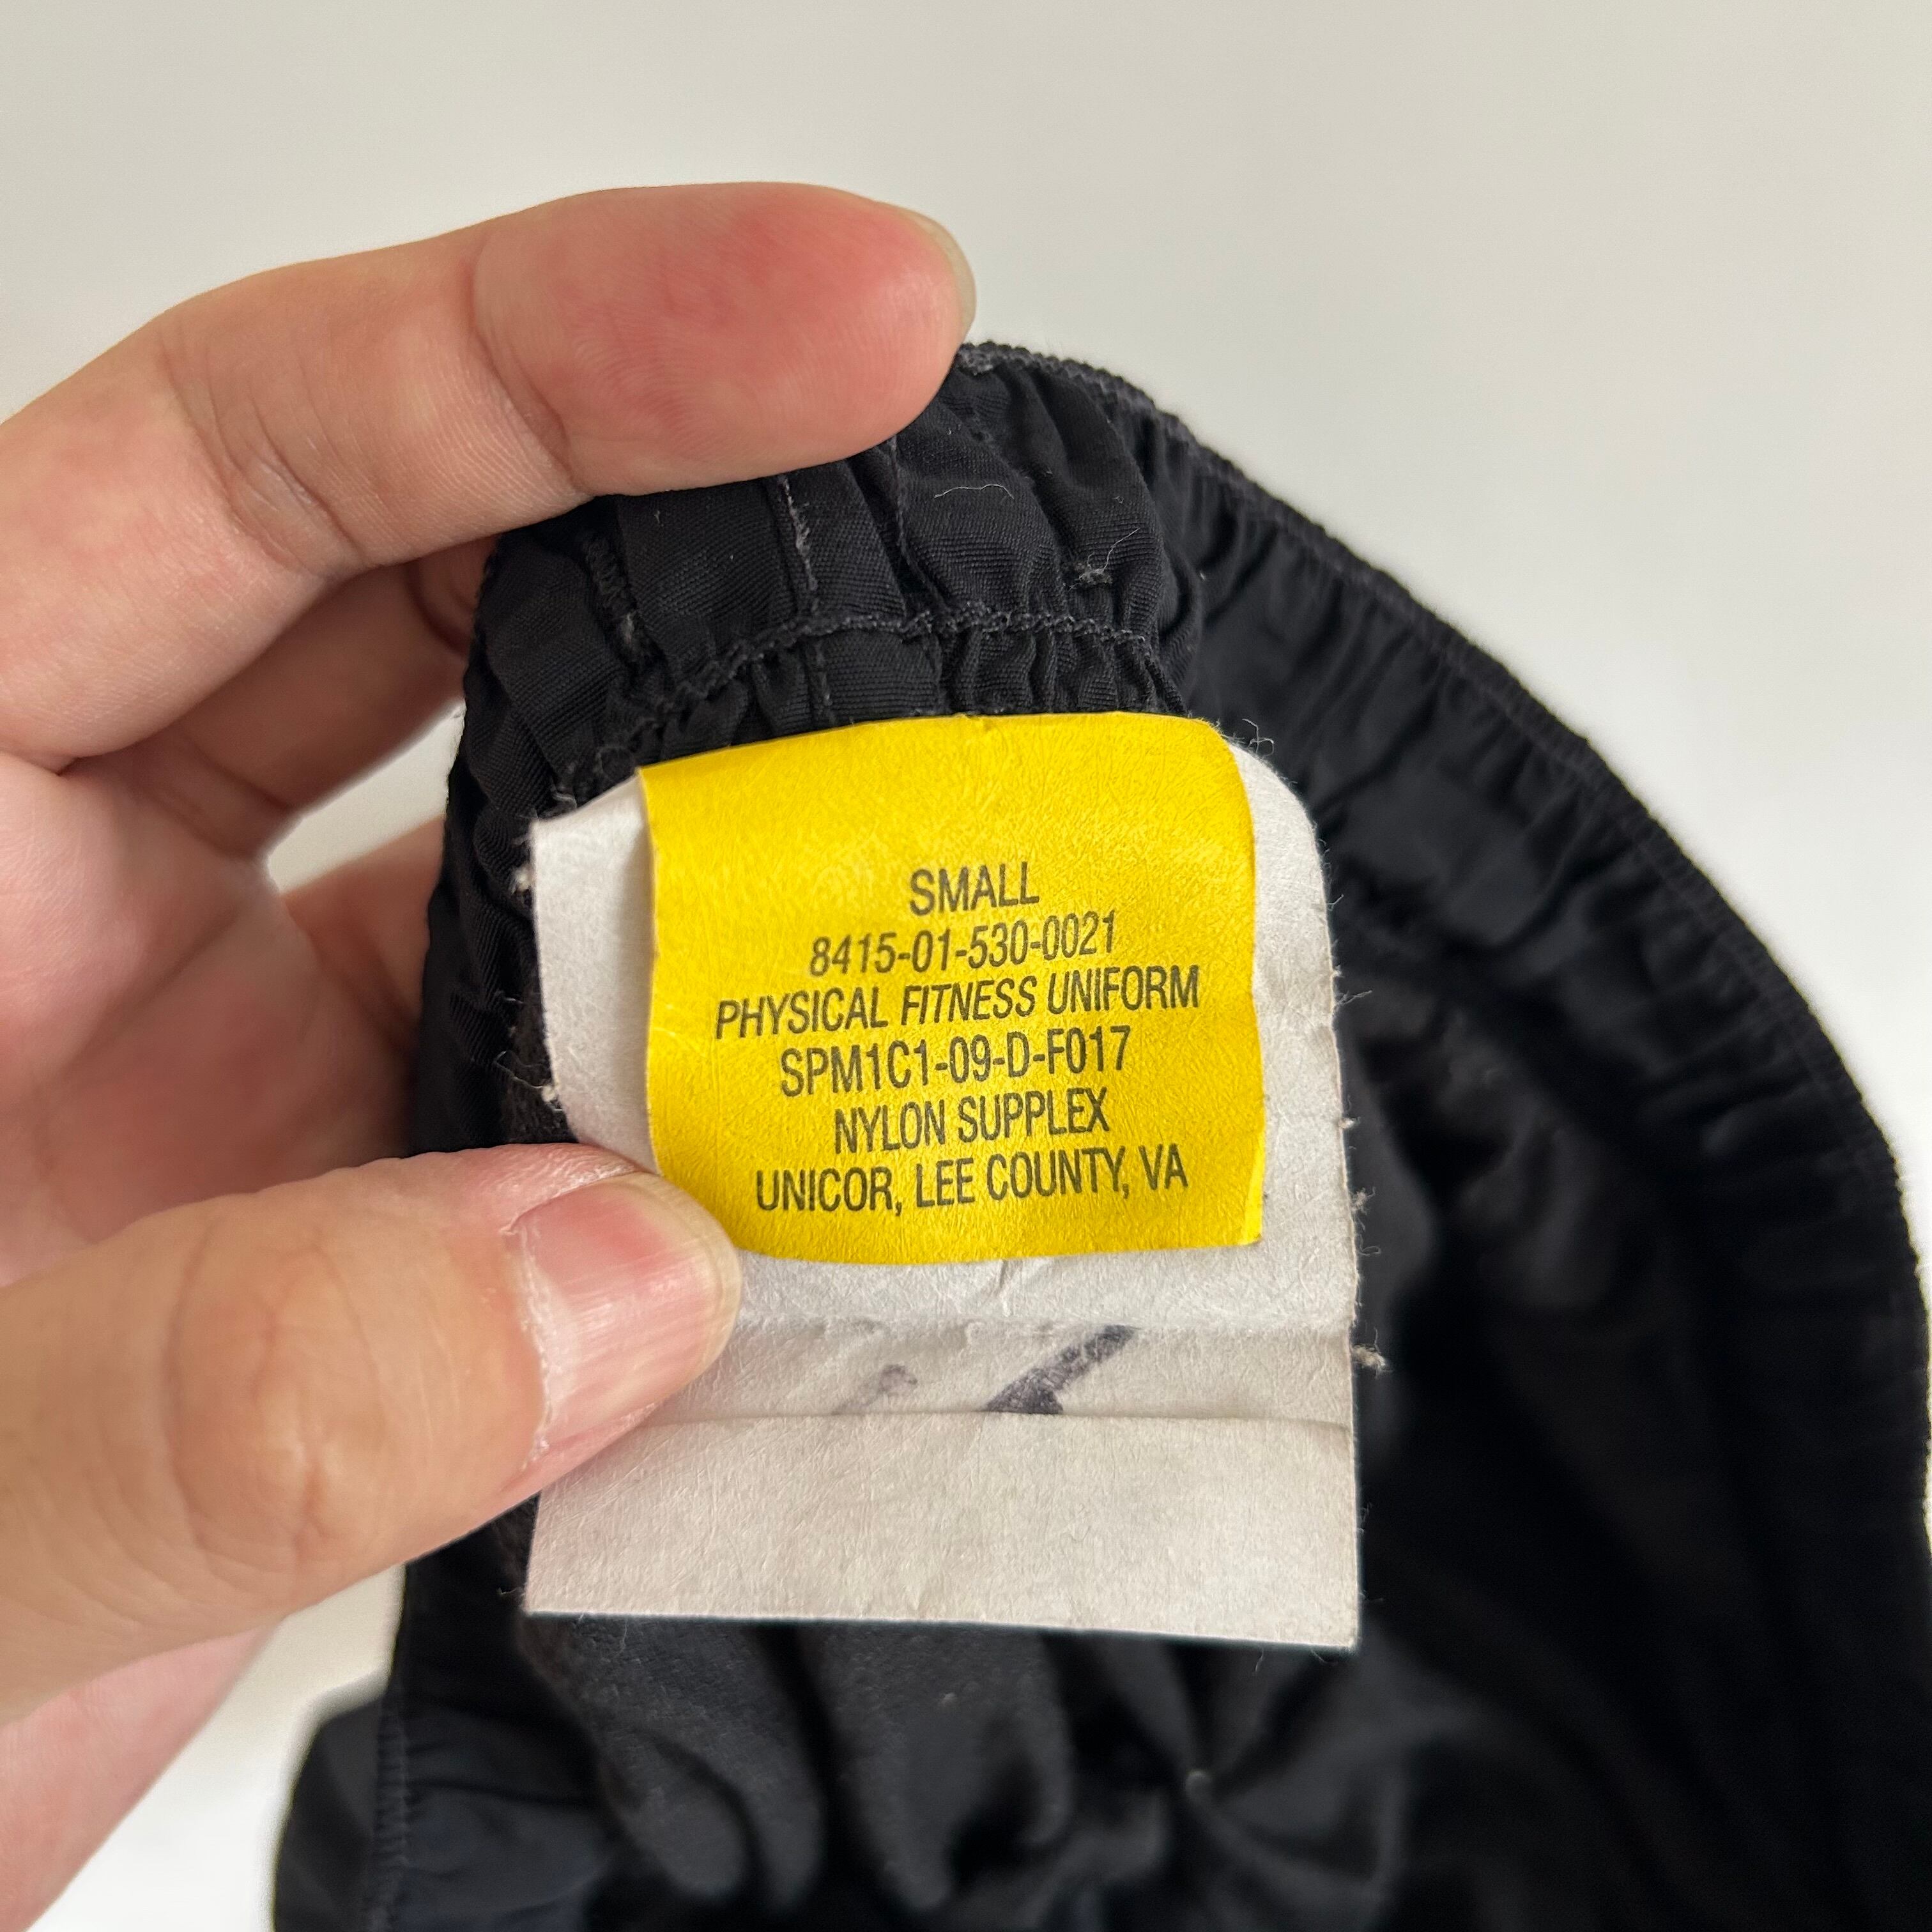 SMALL
8415-01-530-0021
PHYSICAL FITNESS UNIFORM
SPM1C1-09-D-F017
NYLON SUPPLEX
UNICOR, LEE COUNTY, VA